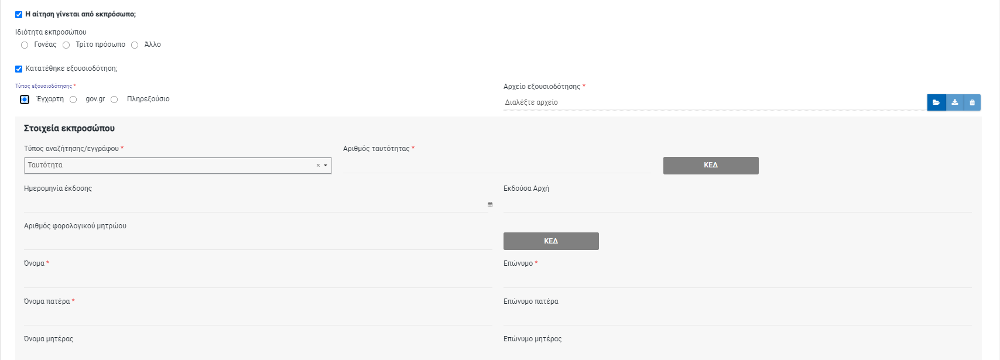 Η αίτηση γίνεται από εκπρόσωπο;
Ιδιότητα εκπροσώπου
Γονέας Τρίτο πρόσωπο Άλλο
Κατατέθηκε εξουσιοδότηση;
Τύπος εξουσιοδότησης * Αρχείο εξουσιοδότησης *
Έγχαρτη gov.gr Πληρεξούσιο Διαλέξτε αρχείο
Στοιχεία εκπροσώπου
Τύπος αναζήτησης/εγγράφου * Αριθμός ταυτότητας *
Ταυτότητα × ΚΕΔ
Ημερομηνία έκδοσης Εκδούσα Αρχή
Αριθμός φορολογικού μητρώου
ΚΕΔ
Όνομα * Επώνυμο *
Όνομα πατέρα * Επώνυμο πατέρα
Όνομα μητέρας Επώνυμο μητέρας